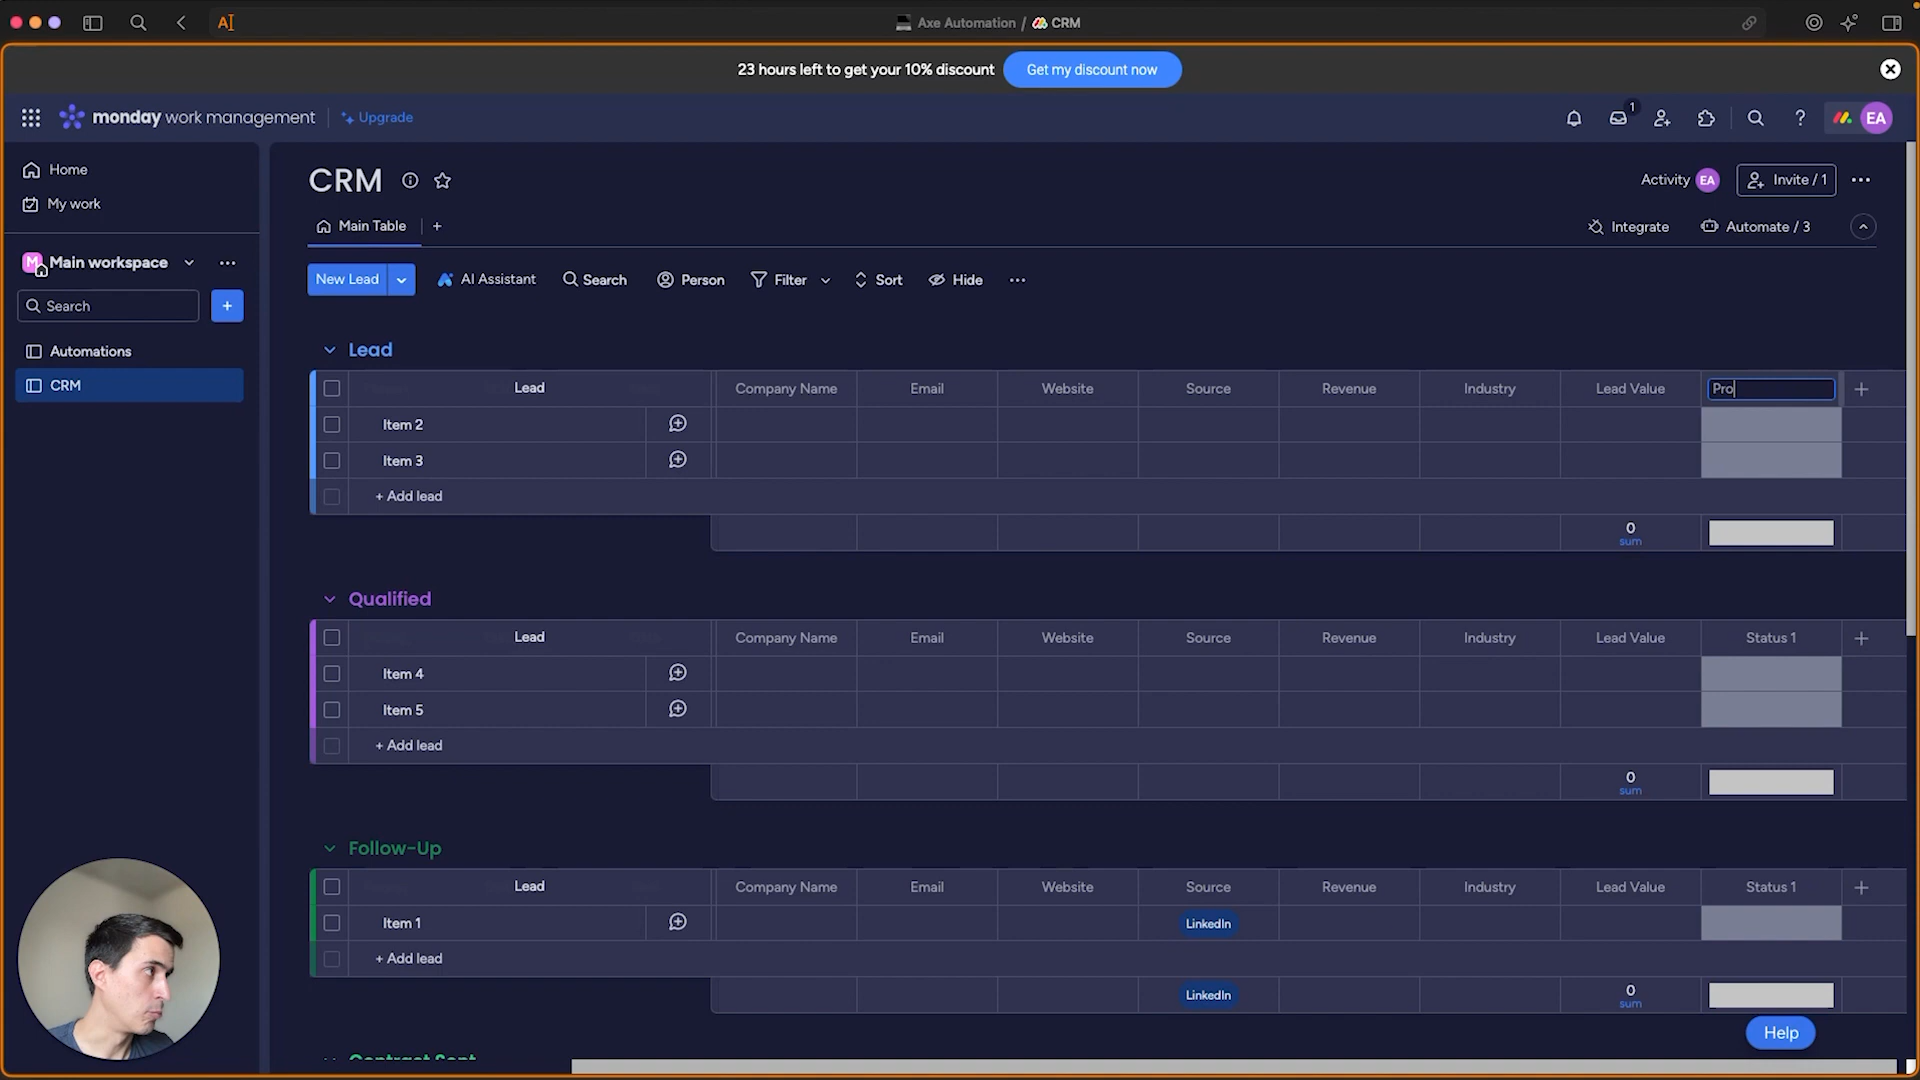 AI
Axe Automation / CRM
23 hours left to get your 10% discount
Get my discount now
monday work management
Upgrade
1
EA
Home
My work
M
Main workspace
Search
+
Automations
CRM
CRM
Activity
EA
Invite / 1
Main Table
+
Integrate
Automate / 3
New Lead
AI Assistant
Search
Person
Filter
Sort
Hide
Lead
Lead
Company Name
Email
Website
Source
Revenue
Industry
Lead Value
Pro
+
Item 2
Item 3
+ Add lead
0
sum
Qualified
Lead
Company Name
Email
Website
Source
Revenue
Industry
Lead Value
Status 1
+
Item 4
Item 5
+ Add lead
0
sum
Follow-Up
Lead
Company Name
Email
Website
Source
Revenue
Industry
Lead Value
Status 1
+
Item 1
LinkedIn
+ Add lead
LinkedIn
0
sum
Help